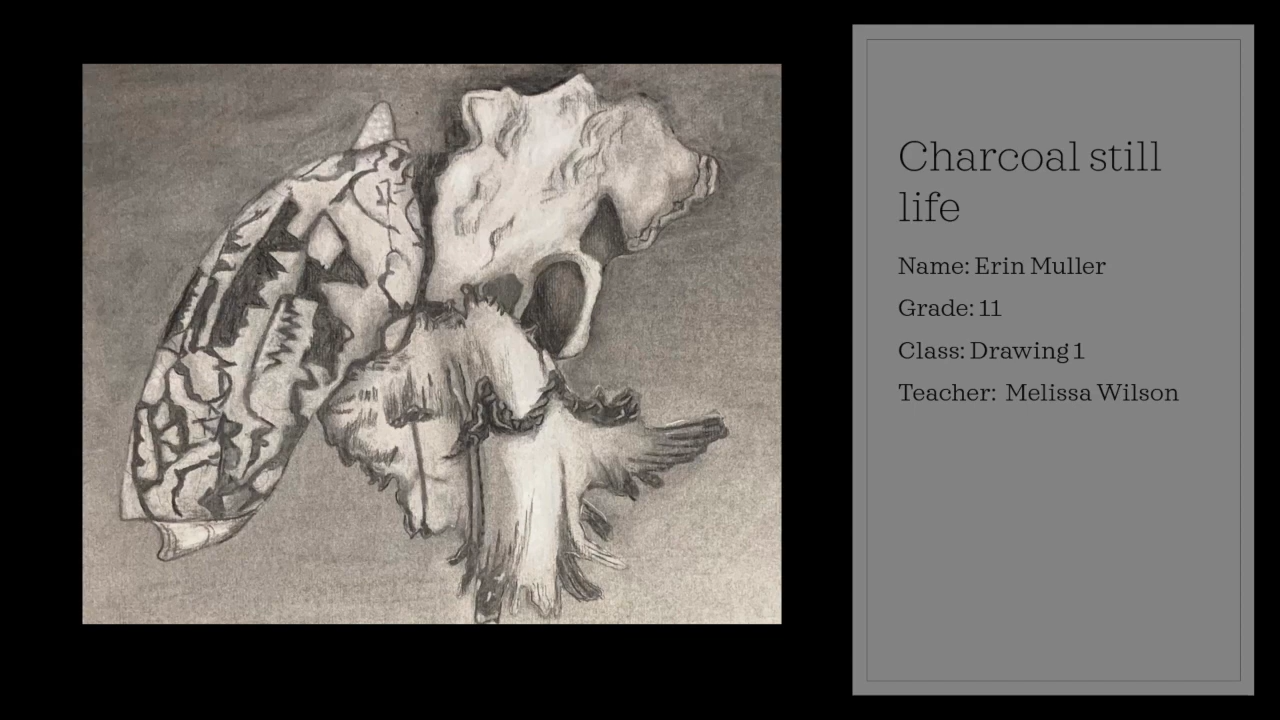 Charcoal still
life
Name: Erin Muller
Grade: 11
Class: Drawing 1
Teacher: Melissa Wilson